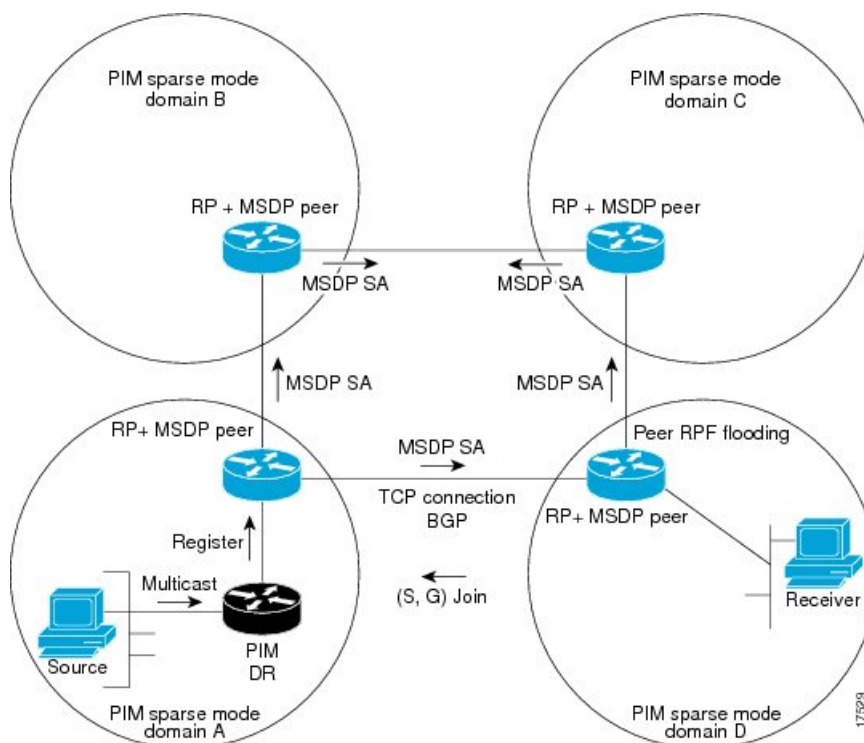 PIM sparse mode
domain B
PIM sparse mode
domain C
RP + MSDP peer
RP + MSDP peer
MSDP SA
MSDP SA
MSDP SA
MSDP SA
RP+ MSDP peer
MSDP SA
Peer RPF flooding
TCP connection
BGP
RP+ MSDP peer
Register
Multicast
(S, G) Join
Receiver
Source
PIM
DR
PIM sparse mode
domain A
PIM sparse mode
domain D
17529